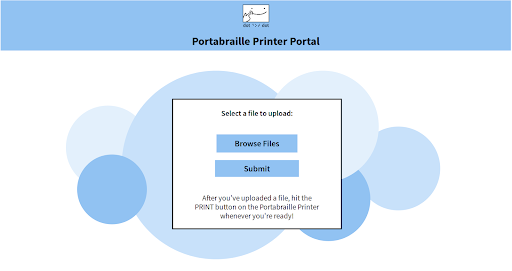 Portabraille Printer Portal
Select a file to upload:
Browse Files
Submit
After you've uploaded a file, hit the
PRINT button on the Portabraille Printer
whenever you're ready!